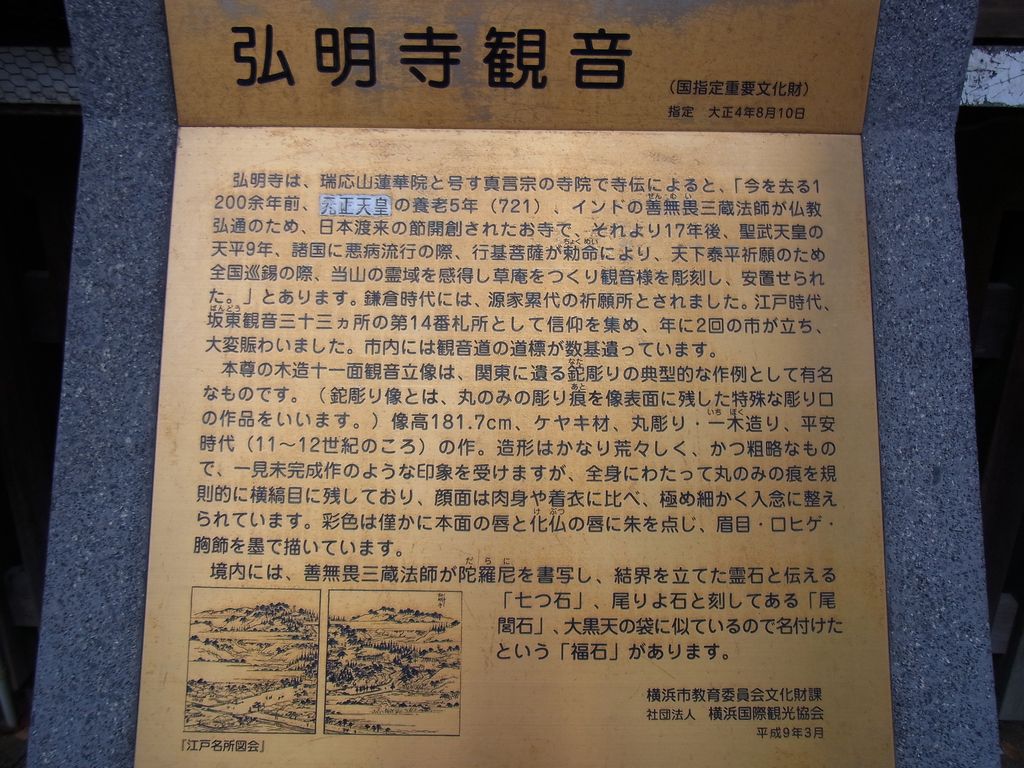 弘明寺観音
(国指定重要文化財)
指定　大正4年8月10日
弘明寺は、瑞応山蓮華院と号す真言宗の寺院で寺伝によると、「今を去る1
200余年前、元正天皇の養老5年（721）、インドの善無畏三蔵法師が仏教
弘通のため、日本渡来の節開創されたお寺で、それより17年後、聖武天皇の
天平9年、諸国に悪病流行の際、行基菩薩が勅命により、天下泰平祈願のため
全国巡錫の際、当山の霊域を感得し草庵をつくり観音様を彫刻し、安置せられ
た。」とあります。鎌倉時代には、源家累代の祈願所とされました。江戸時代、
坂東観音三十三ヵ所の第14番札所として信仰を集め、年に2回の市が立ち、
大変賑わいました。市内には観音道の道標が数基遺っています。
本尊の木造十一面観音立像は、関東に遺る鉈彫りの典型的な作例として有名
なものです。（鉈彫り像とは、丸のみの彫り痕を像表面に残した特殊な彫り口
の作品をいいます。）像高181.7cm、ケヤキ材、丸彫り・一木造り、平安
時代（11～12世紀のころ）の作。造形はかなり荒々しく、かつ粗略なもの
で、一見未完成作のような印象を受けますが、全身にわたって丸のみの痕を規
則的に横縞目に残しており、顔面は肉身や着衣に比べ、極め細かく入念に整え
られています。彩色は僅かに本面の唇と化仏の唇に朱を点じ、眉目・口ヒゲ・
胸飾を墨で描いています。
境内には、善無畏三蔵法師が陀羅尼を書写し、結界を立てた霊石と伝える
「七つ石」、尾りよ石と刻してある「尾
閭石」、大黒天の袋に似ているので名付けた
という「福石」があります。
『江戸名所図会』
横浜市教育委員会文化財課
社団法人　横浜国際観光協会
平成9年3月